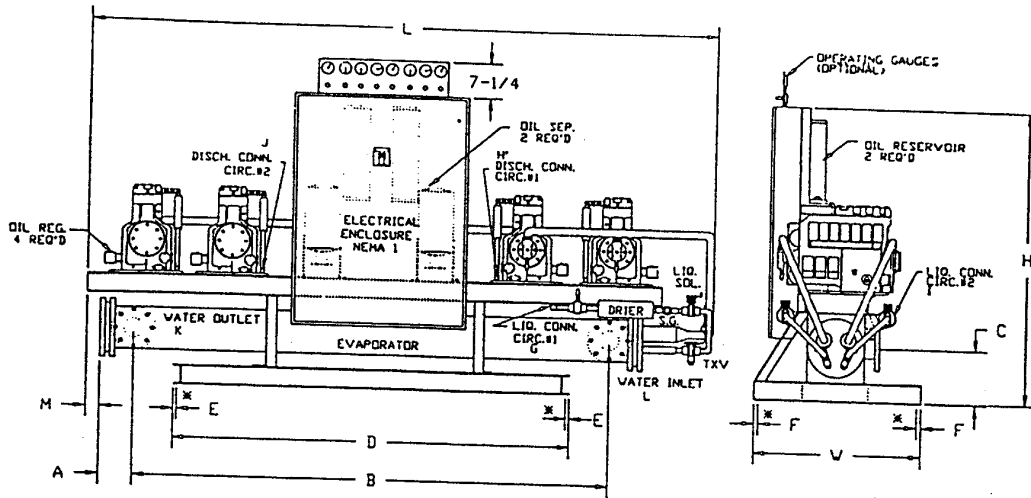 L
7-1/4
OPERATING GAUGES
(OPTIONAL)
J
DISCH. CONN.
CIRC.#2
OIL SEP.
2 REQ'D
H'
DISCH. CONN.
CIRC.#1
OIL RESERVOIR
2 REQ'D
M
ELECTRICAL
ENCLOSURE
NEMA 1
OIL REG.
4 REQ'D
H
LIQ.
SOL.
LIQ. CONN.
CIRC.#2
I
DRIER
S.G.
WATER OUTLET
K
LIQ. CONN.
CIRC.#1
G
C
EVAPORATOR
TXV
WATER INLET
L
M
* E
* E
* F
* F
D
W
A
B